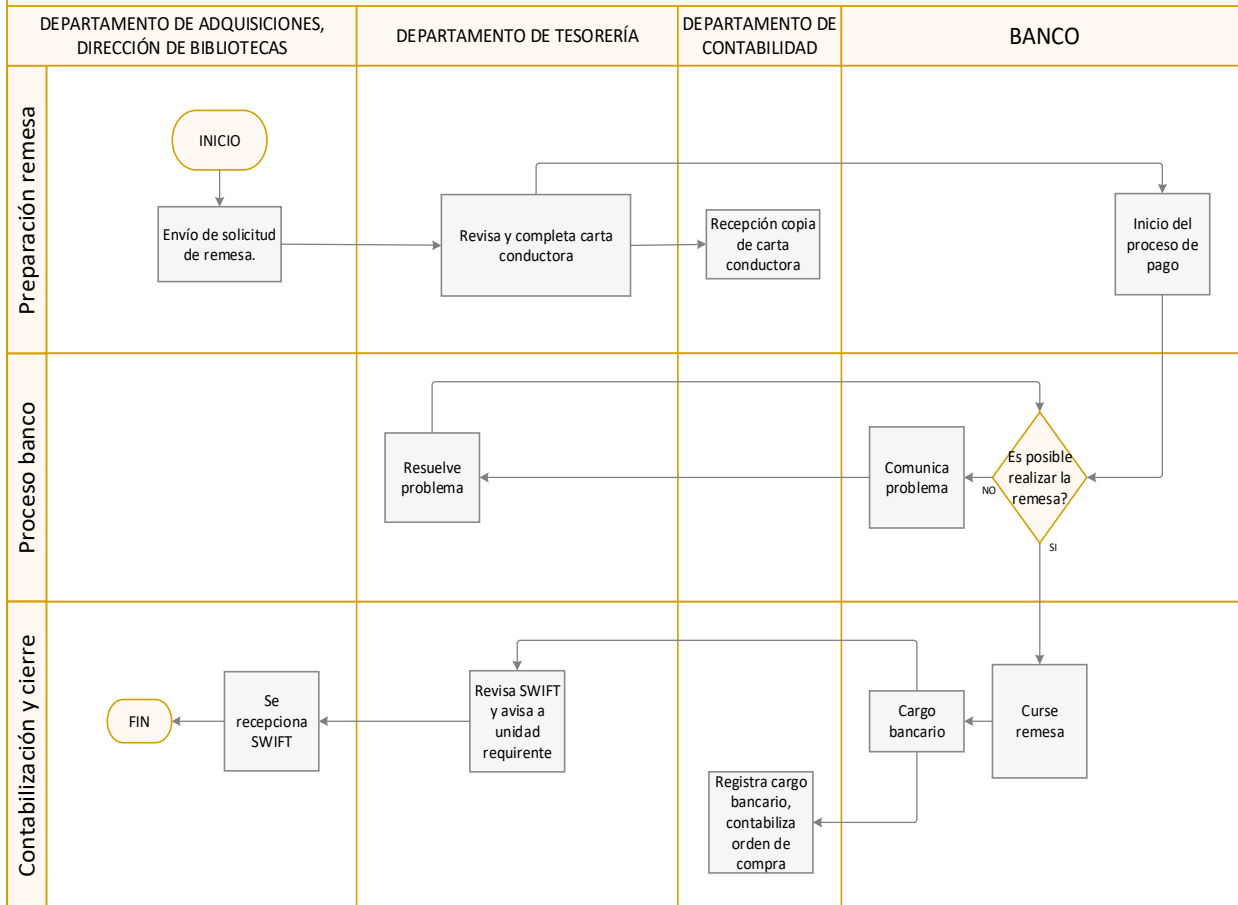 DEPARTAMENTO DE ADQUISICIONES,
DIRECCIÓN DE BIBLIOTECAS
DEPARTAMENTO DE TESORERÍA
DEPARTAMENTO DE
CONTABILIDAD
BANCO
Preparación remesa
INICIO
Envío de solicitud
de remesa.
Revisa y completa carta
conductora
Recepción copia
de carta
conductora
Inicio del
proceso de
pago
Proceso banco
Resuelve
problema
Comunica
problema
NO
Es posible
realizar la
remesa?
SI
Contabilización y cierre
FIN
Se
recepciona
SWIFT
Revisa SWIFT
y avisa a
unidad
requirente
Cargo
bancario
Curse
remesa
Registra cargo
bancario,
contabiliza
orden de
compra